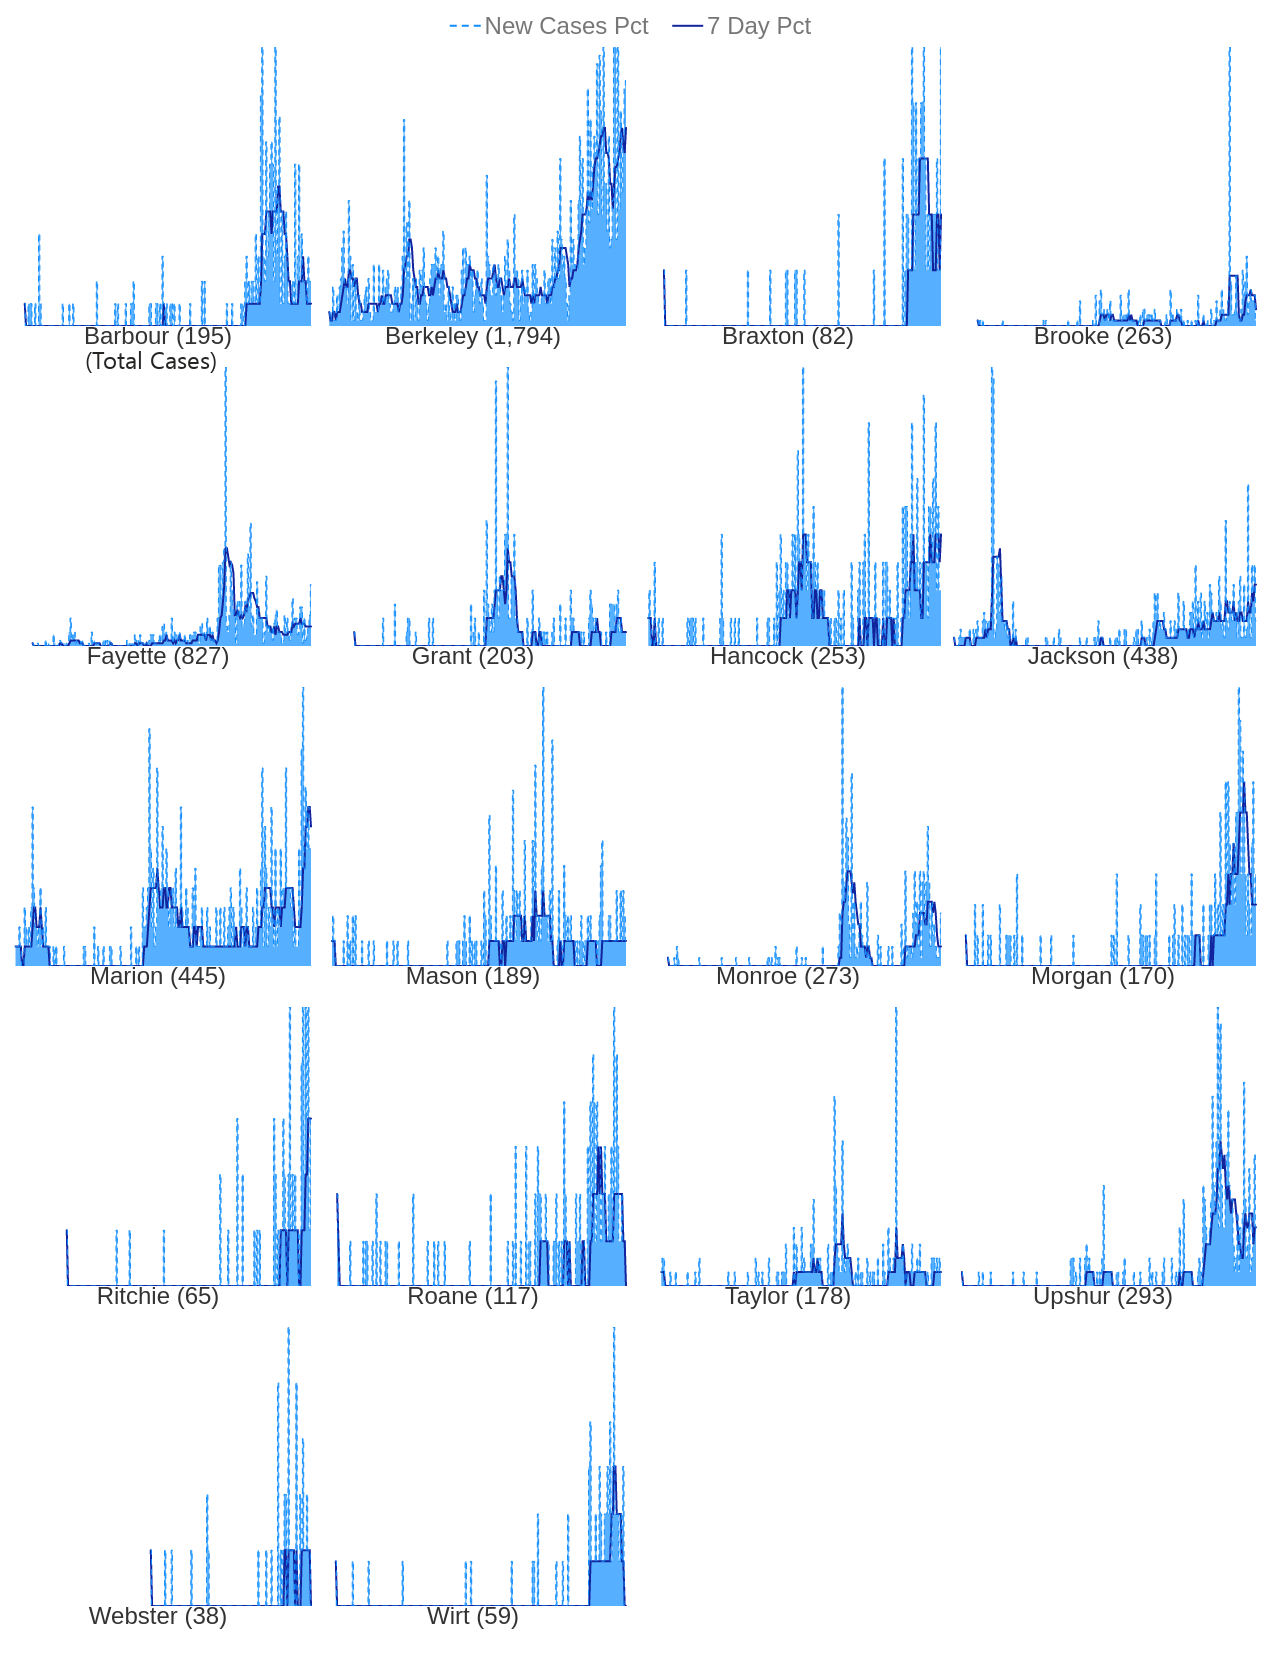 New Cases Pct 7 Day Pct
Barbour (195) Berkeley (1,794) Braxton (82) Brooke (263)
(Total Cases)
Fayette (827) Grant (203) Hancock (253) Jackson (438)
Marion (445) Mason (189) Monroe (273) Morgan (170)
Ritchie (65) Roane (117) Taylor (178) Upshur (293)
Webster (38) Wirt (59)